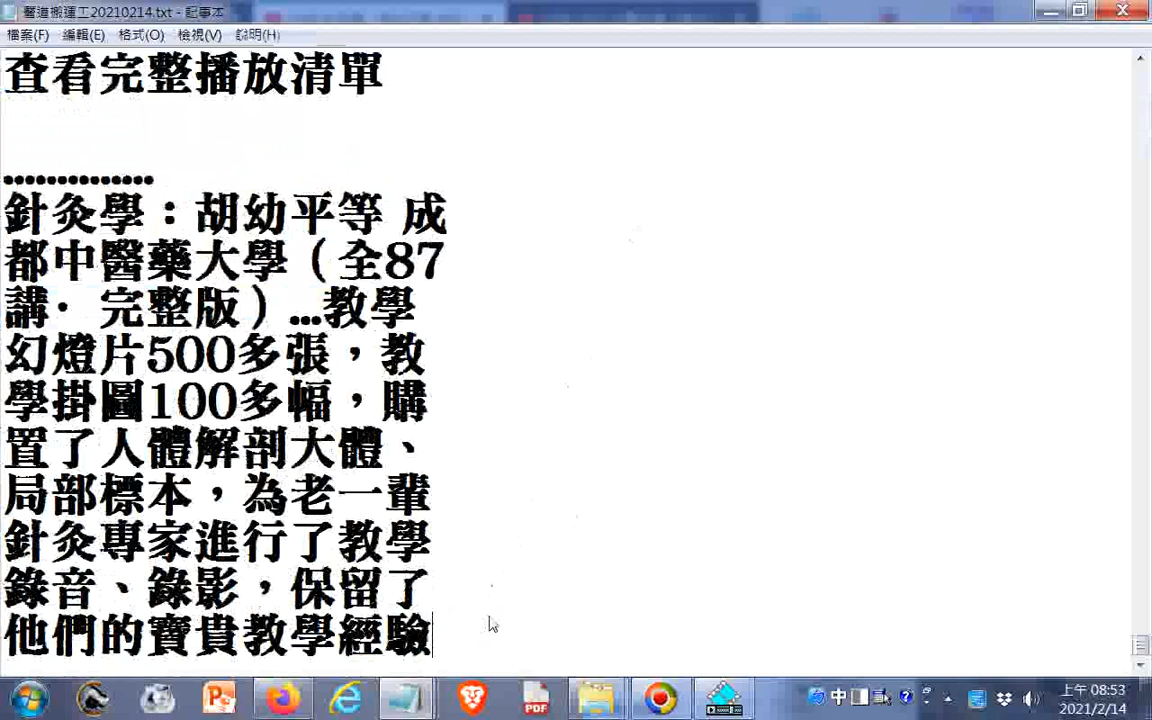 醫道搬運工20210214.txt - 記事本
檔案(F) 編輯(E) 格式(O) 檢視(V) 說明(H)
查看完整播放清單
..............
針灸學：胡幼平等 成
都中醫藥大學（全87
講· 完整版）...教學
幻燈片500多張，教
學掛圖100多幅，購
置了人體解剖大體、
局部標本，為老一輩
針灸專家進行了教學
錄音、錄影，保留了
他們的寶貴教學經驗
中
PDF
上午 08:53
2021/2/14